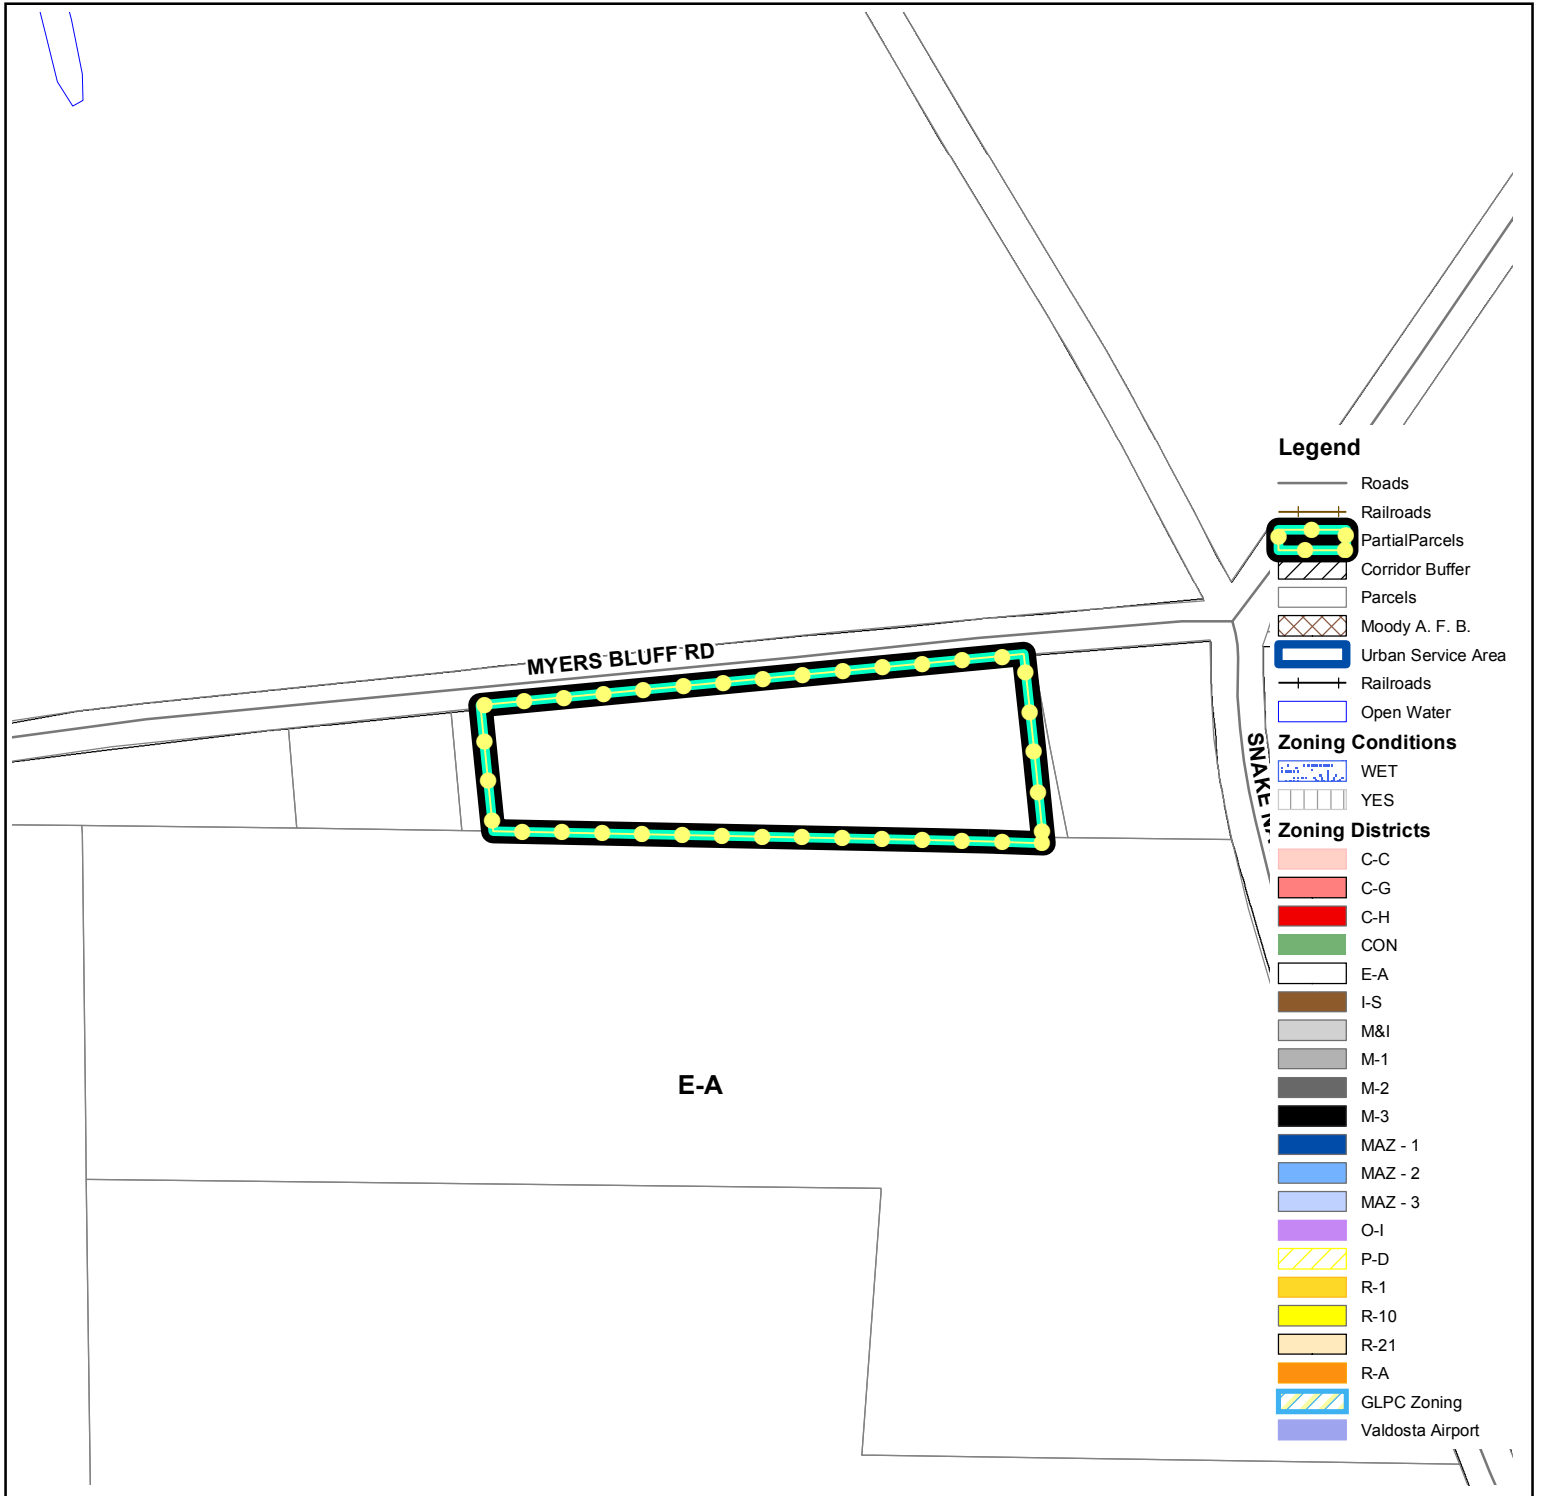 MYERS BLUFF RD
SNAKE
E-A
Legend
Roads
Railroads
PartialParcels
Corridor Buffer
Parcels
Moody A. F. B.
Urban Service Area
Railroads
Open Water
Zoning Conditions
WET
YES
Zoning Districts
C-C
C-G
C-H
CON
E-A
I-S
M&I
M-1
M-2
M-3
MAZ - 1
MAZ - 2
MAZ - 3
O-I
P-D
R-1
R-10
R-21
R-A
GLPC Zoning
Valdosta Airport